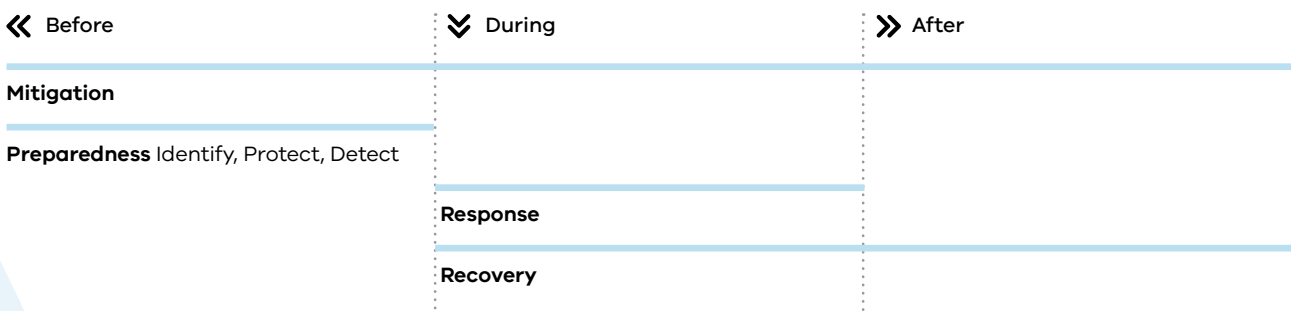 Before
During
After
Mitigation
Preparedness Identify, Protect, Detect
Response
Recovery